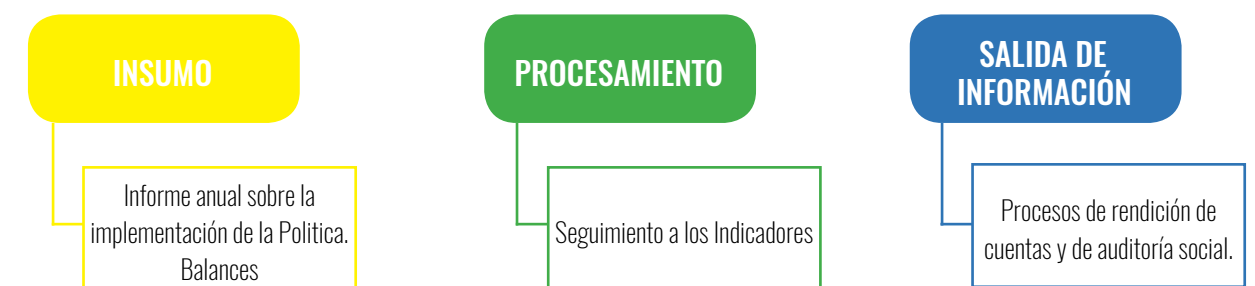 INSUMO
Informe anual sobre la
implementación de la Politica.
Balances
PROCESAMIENTO
Seguimiento a los Indicadores
SALIDA DE
INFORMACIÓN
Procesos de rendición de
cuentas y de auditoría social.